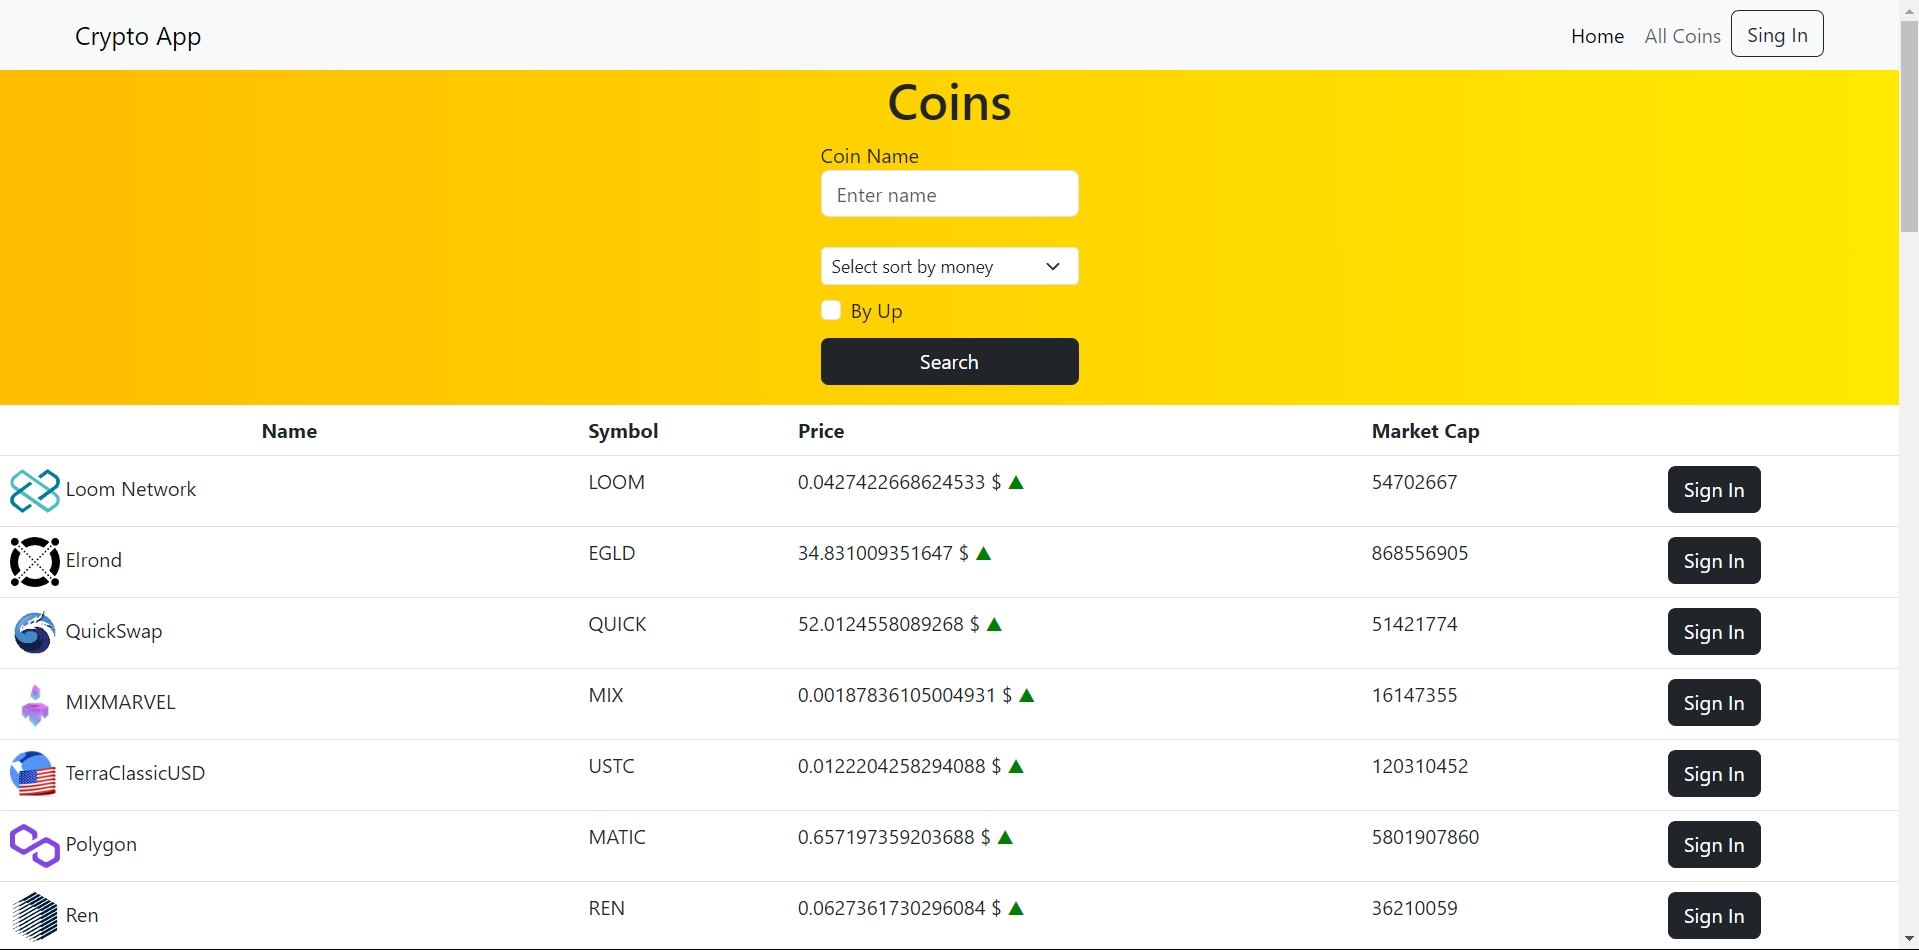 Crypto App Home All Coins Sing In
Coins
Coin Name
Enter name
Select sort by money
By Up
Search
Name Symbol Price Market Cap
Loom Network LOOM 0.0427422668624533 $ ▲ 54702667 Sign In
Elrond EGLD 34.831009351647 $ ▲ 868556905 Sign In
QuickSwap QUICK 52.0124558089268 $ ▲ 51421774 Sign In
MIXMARVEL MIX 0.00187836105004931 $ ▲ 16147355 Sign In
TerraClassicUSD USTC 0.0122204258294088 $ ▲ 120310452 Sign In
Polygon MATIC 0.657197359203688 $ ▲ 5801907860 Sign In
Ren REN 0.0627361730296084 $ ▲ 36210059 Sign In